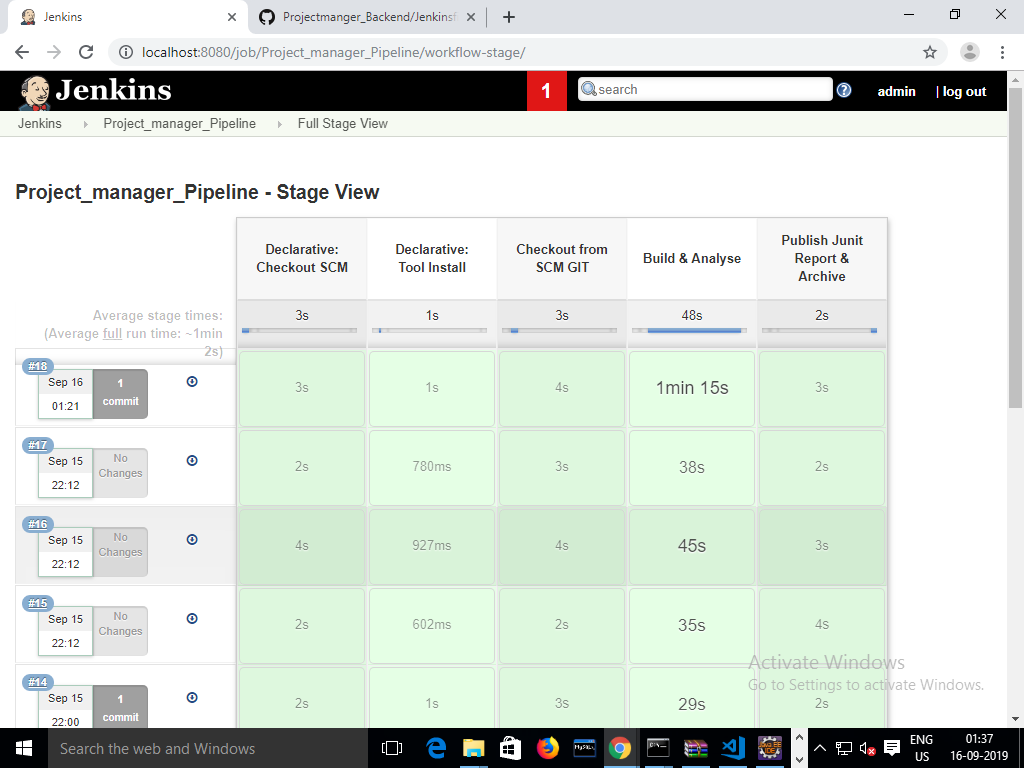 Jenkins
Projectmanger_Backend/Jenkinsf
localhost:8080/job/Project_manager_Pipeline/workflow-stage/
Jenkins
1
search
admin
| log out
Jenkins
Project_manager_Pipeline
Full Stage View
Project_manager_Pipeline - Stage View
Declarative:
Checkout SCM
Declarative:
Tool Install
Checkout from
SCM GIT
Build & Analyse
Publish Junit
Report &
Archive
Average stage times:
(Average full run time: ~1min
2s)
3s
1s
3s
48s
2s
#18
Sep 16
01:21
1
commit
3s
1s
4s
1min 15s
3s
#17
Sep 15
22:12
No
Changes
2s
780ms
3s
38s
2s
#16
Sep 15
22:12
No
Changes
4s
927ms
4s
45s
3s
#15
Sep 15
22:12
No
Changes
2s
602ms
2s
35s
4s
#14
Sep 15
22:00
1
commit
2s
1s
3s
29s
2s
Activate Windows
Go to Settings to activate Windows.
Search the web and Windows
MySQL
ENG
US
01:37
16-09-2019